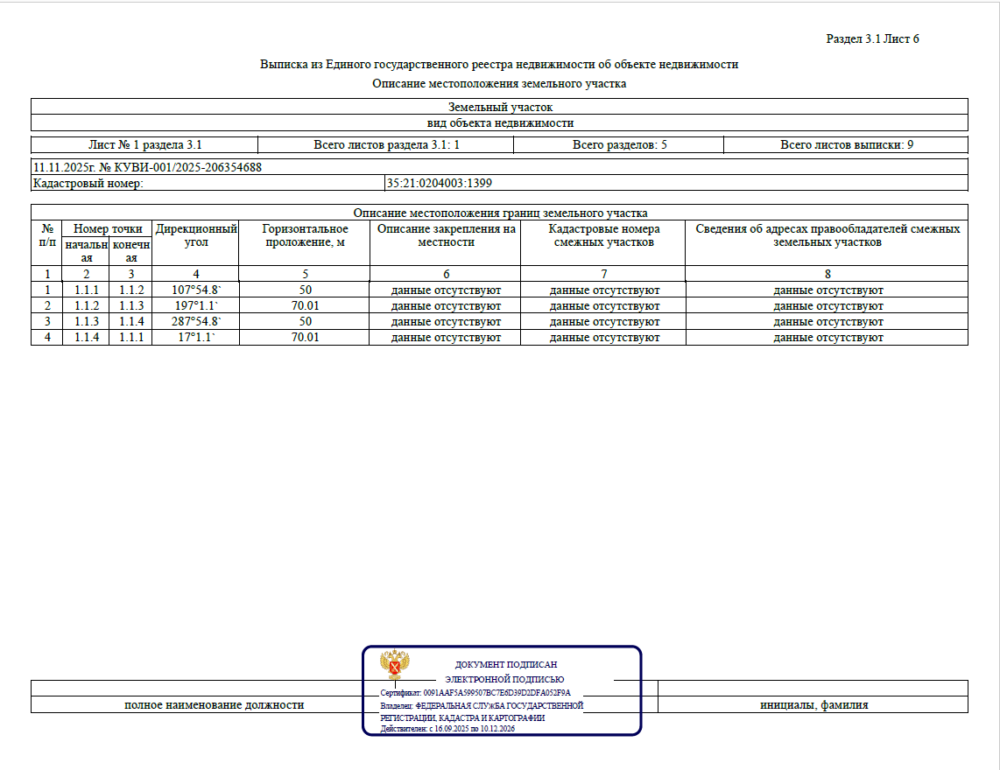 Раздел 3.1 Лист 6
Выписка из Единого государственного реестра недвижимости об объекте недвижимости
Описание местоположения земельного участка
Земельный участок
вид объекта недвижимости
Лист № 1 раздела 3.1 Всего листов раздела 3.1: 1 Всего разделов: 5 Всего листов выписки: 9
11.11.2025г. № КУВИ-001/2025-206354688
Кадастровый номер: 35:21:0204003:1399
Описание местоположения границ земельного участка
№ Номер точки Дирекционный Горизонтальное Описание закрепления на Кадастровые номера Сведения об адресах правообладателей смежных
п/п начальн конечн угол проложение, м местности смежных участков земельных участков
ая ная
1 2 3 4 5 6 7 8
1 1.1.1 1.1.2 107°54.8` 50 данные отсутствуют данные отсутствуют данные отсутствуют
2 1.1.2 1.1.3 197°1.1` 70.01 данные отсутствуют данные отсутствуют данные отсутствуют
3 1.1.3 1.1.4 287°54.8` 50 данные отсутствуют данные отсутствуют данные отсутствуют
4 1.1.4 1.1.1 17°1.1` 70.01 данные отсутствуют данные отсутствуют данные отсутствуют
ДОКУМЕНТ ПОДПИСАН
ЭЛЕКТРОННОЙ ПОДПИСЬЮ
Сертификат: 0091AAF5A599507BC7E6D39D2DFA052F9A
Владелец: ФЕДЕРАЛЬНАЯ СЛУЖБА ГОСУДАРСТВЕННОЙ
РЕГИСТРАЦИИ, КАДАСТРА И КАРТОГРАФИИ
Действителен: с 16.09.2025 по 10.12.2026
полное наименование должности инициалы, фамилия